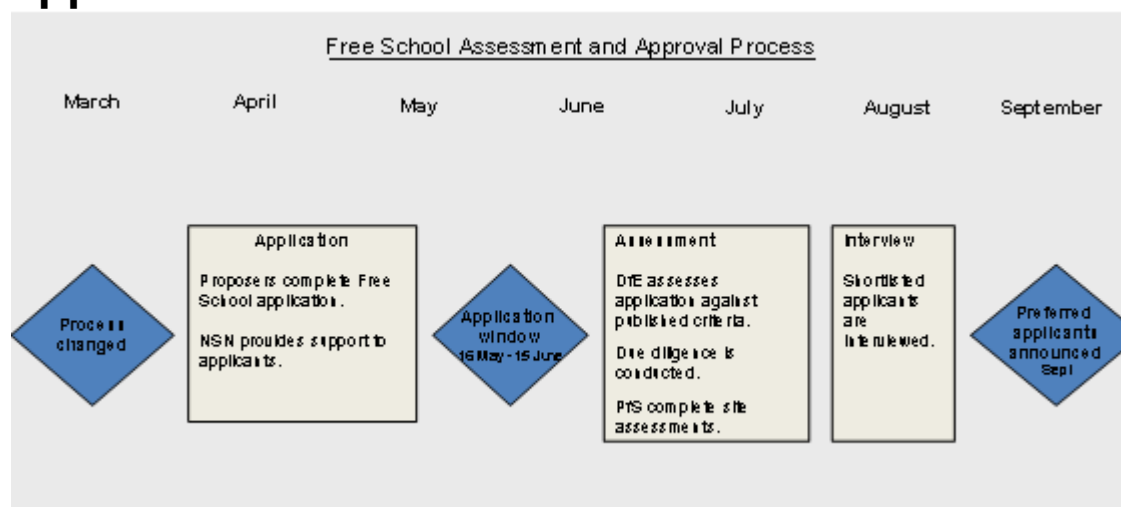 Free School Assessment and Approval Process
March April May June July August September
Process
changed
Application
Proposers complete Free
School application.
NSN provides support to
applicants.
Application
window
16 May - 15 June
Assessment
DfE assesses
application against
published criteria.
Due diligence is
conducted.
PfS complete site
assessments.
Interview
Shortlisted
applicants
are
interviewed.
Preferred
applicants
announced
Sept